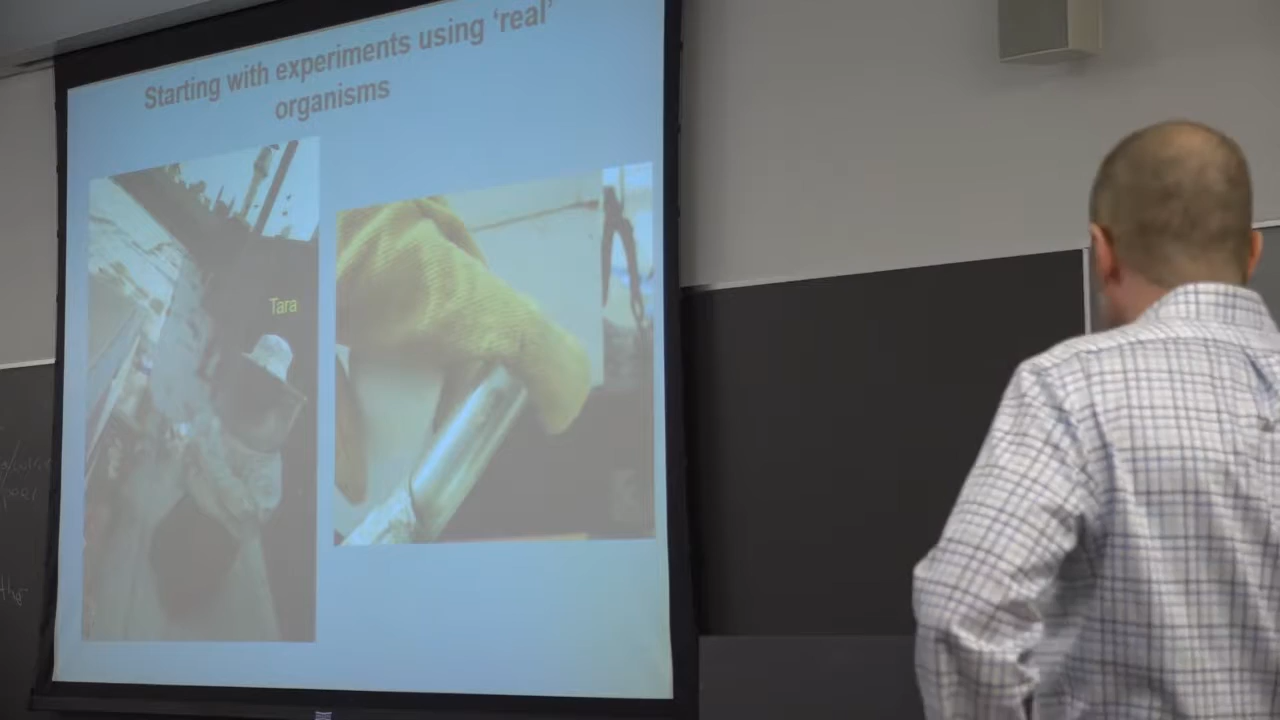 Starting with experiments using ‘real’
organisms
Tara